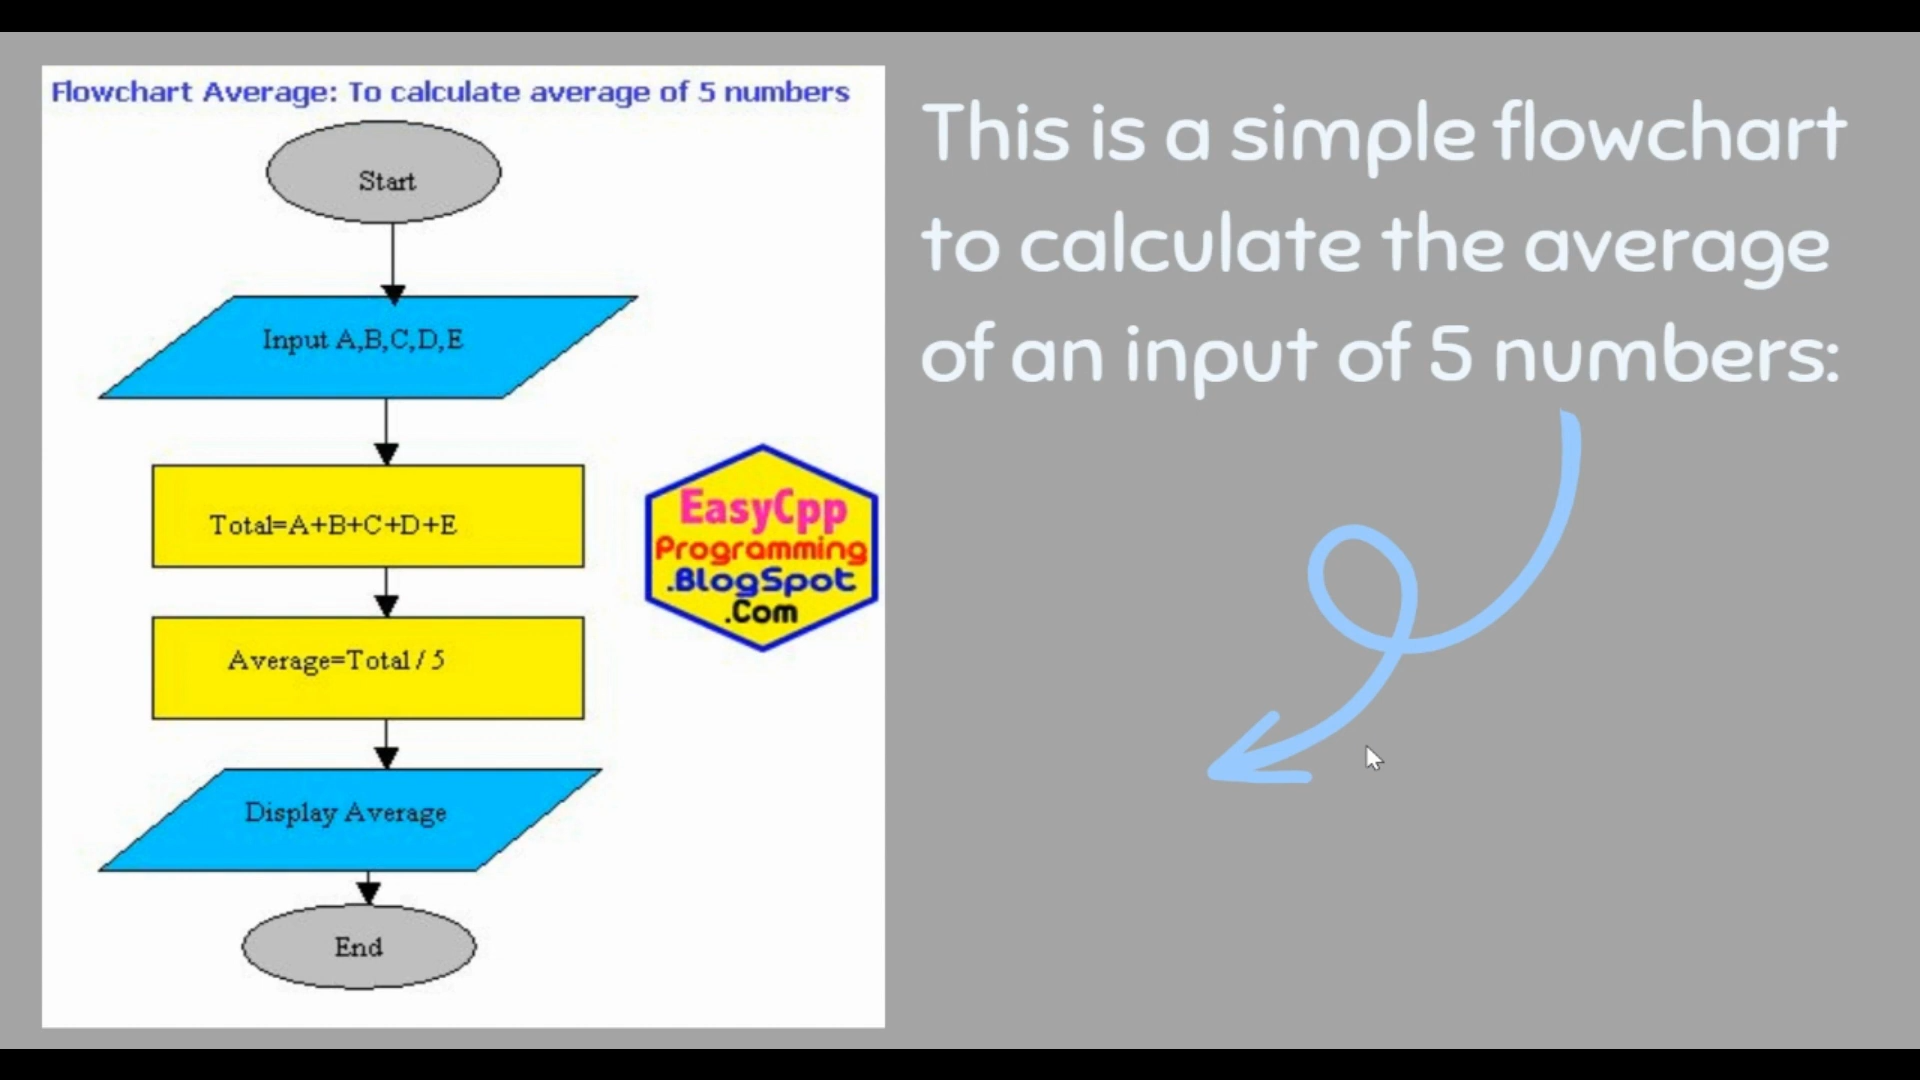 Flowchart Average: To calculate average of 5 numbers
Start
Input A,B,C,D,E
Total=A+B+C+D+E
Average=Total / 5
Display Average
End
EasyCpp
Programming
.BlogSpot
.Com
This is a simple flowchart
to calculate the average
of an input of 5 numbers: